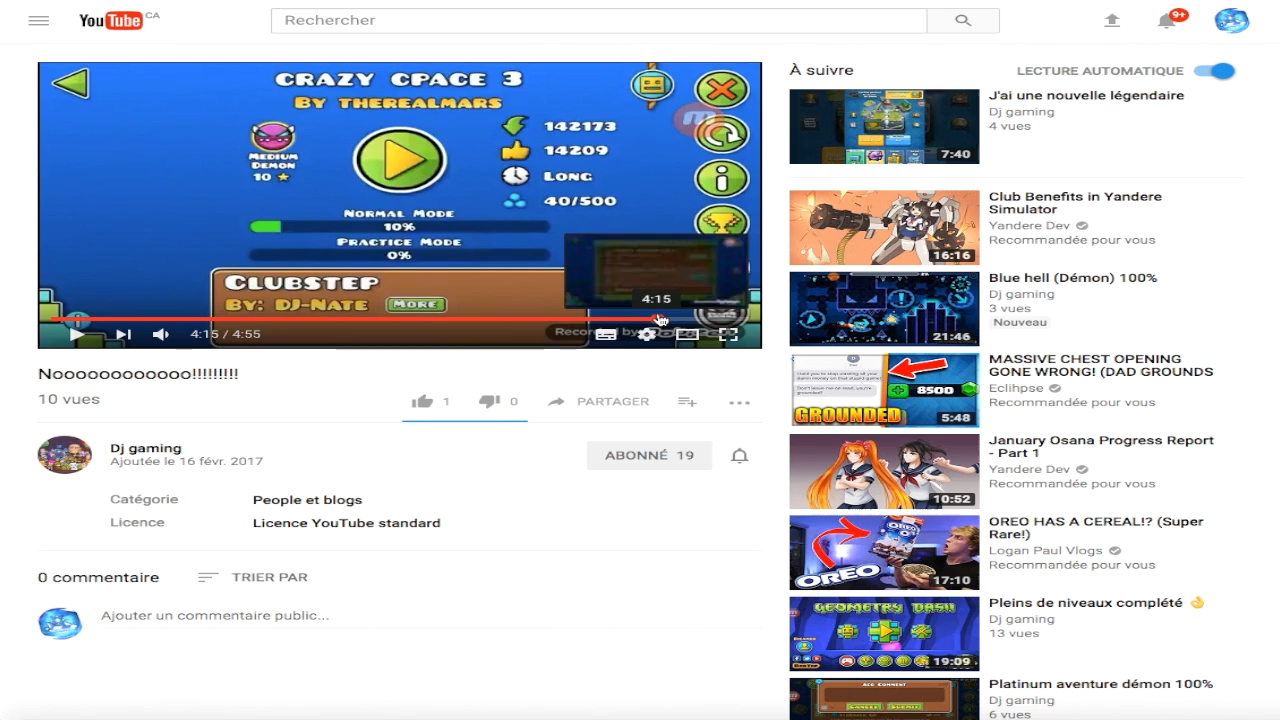 YouTube CA
Rechercher
9+
CRAZY CPACE 3
BY THEREALMARS
MEDIUM
DEMON
10
142173
14209
LONG
40/500
NORMAL MODE
10%
PRACTICE MODE
0%
CLUBSTEP
BY: DJ-NATE MORE
4:15
4:15 / 4:55
Recorded by
Nooooooooooo!!!!!!!!!
10 vues
1 0 PARTAGER
Dj gaming
Ajoutée le 16 févr. 2017
ABONNÉ 19
Catégorie People et blogs
Licence Licence YouTube standard
0 commentaire TRIER PAR
Ajouter un commentaire public...
À suivre LECTURE AUTOMATIQUE
7:40
J'ai une nouvelle légendaire
Dj gaming
4 vues
16:16
Club Benefits in Yandere
Simulator
Yandere Dev
Recommandée pour vous
21:46
Blue hell (Démon) 100%
Dj gaming
3 vues
Nouveau
8500
GROUNDED
5:48
MASSIVE CHEST OPENING
GONE WRONG! (DAD GROUNDS
Eclihpse
Recommandée pour vous
10:52
January Osana Progress Report
- Part 1
Yandere Dev
Recommandée pour vous
OREO
OREO
17:10
OREO HAS A CEREAL!? (Super
Rare!)
Logan Paul Vlogs
Recommandée pour vous
GEOMETRY DASH
19:09
Pleins de niveaux complété 👌
Dj gaming
13 vues
ADD COMMENT
CANCEL SUBMIT
Platinum aventure démon 100%
Dj gaming
6 vues